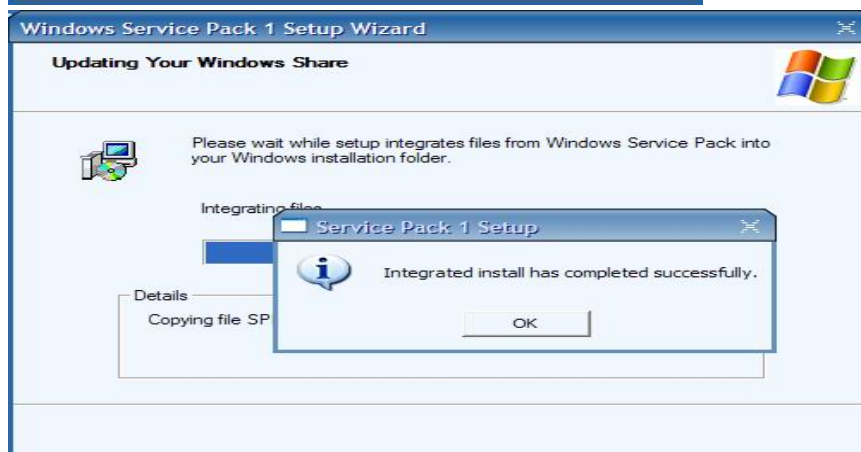 Windows Service Pack 1 Setup Wizard
Updating Your Windows Share
Please wait while setup integrates files from Windows Service Pack into
your Windows installation folder.
Integrating files
Service Pack 1 Setup
Integrated install has completed successfully.
Details
Copying file SP
OK